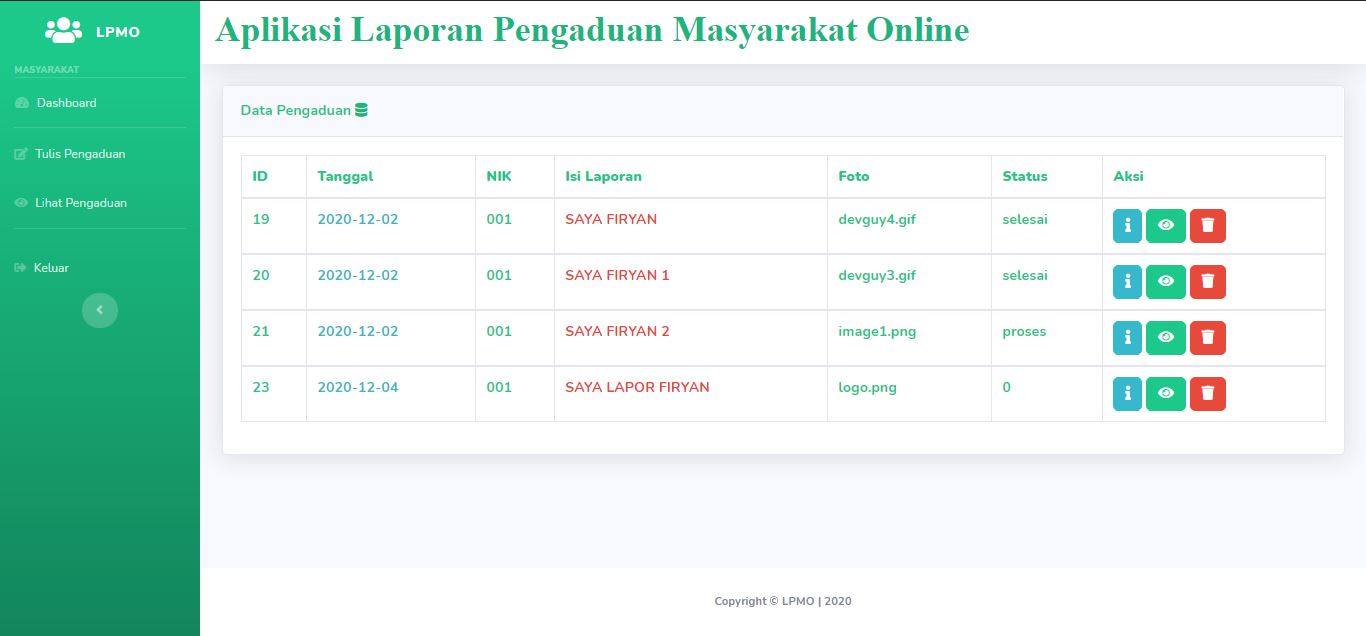 LPMO
Aplikasi Laporan Pengaduan Masyarakat Online
MASYARAKAT
Dashboard
Tulis Pengaduan
Lihat Pengaduan
Keluar
Data Pengaduan
ID Tanggal NIK Isi Laporan Foto Status Aksi
19 2020-12-02 001 SAYA FIRYAN devguy4.gif selesai
20 2020-12-02 001 SAYA FIRYAN 1 devguy3.gif selesai
21 2020-12-02 001 SAYA FIRYAN 2 image1.png proses
23 2020-12-04 001 SAYA LAPOR FIRYAN logo.png 0
Copyright © LPMO | 2020